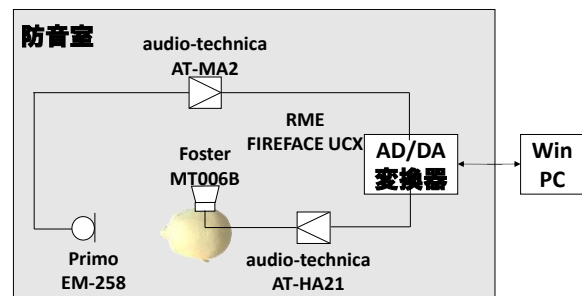 防音室
audio-technica
AT-MA2
RME
FIREFACE UCX
Foster
MT006B
AD/DA
変換器
Win
PC
Primo
EM-258
audio-technica
AT-HA21